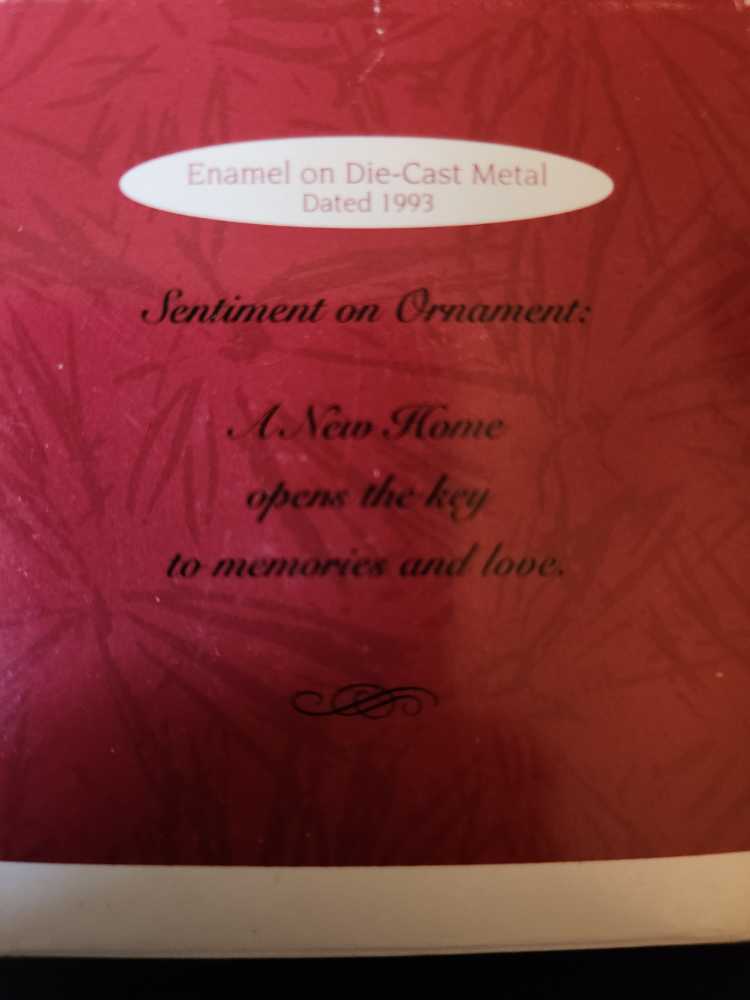 Enamel on Die-Cast Metal
Dated 1993
Sentiment on Ornament:
A New Home
opens the key
to memories and love.